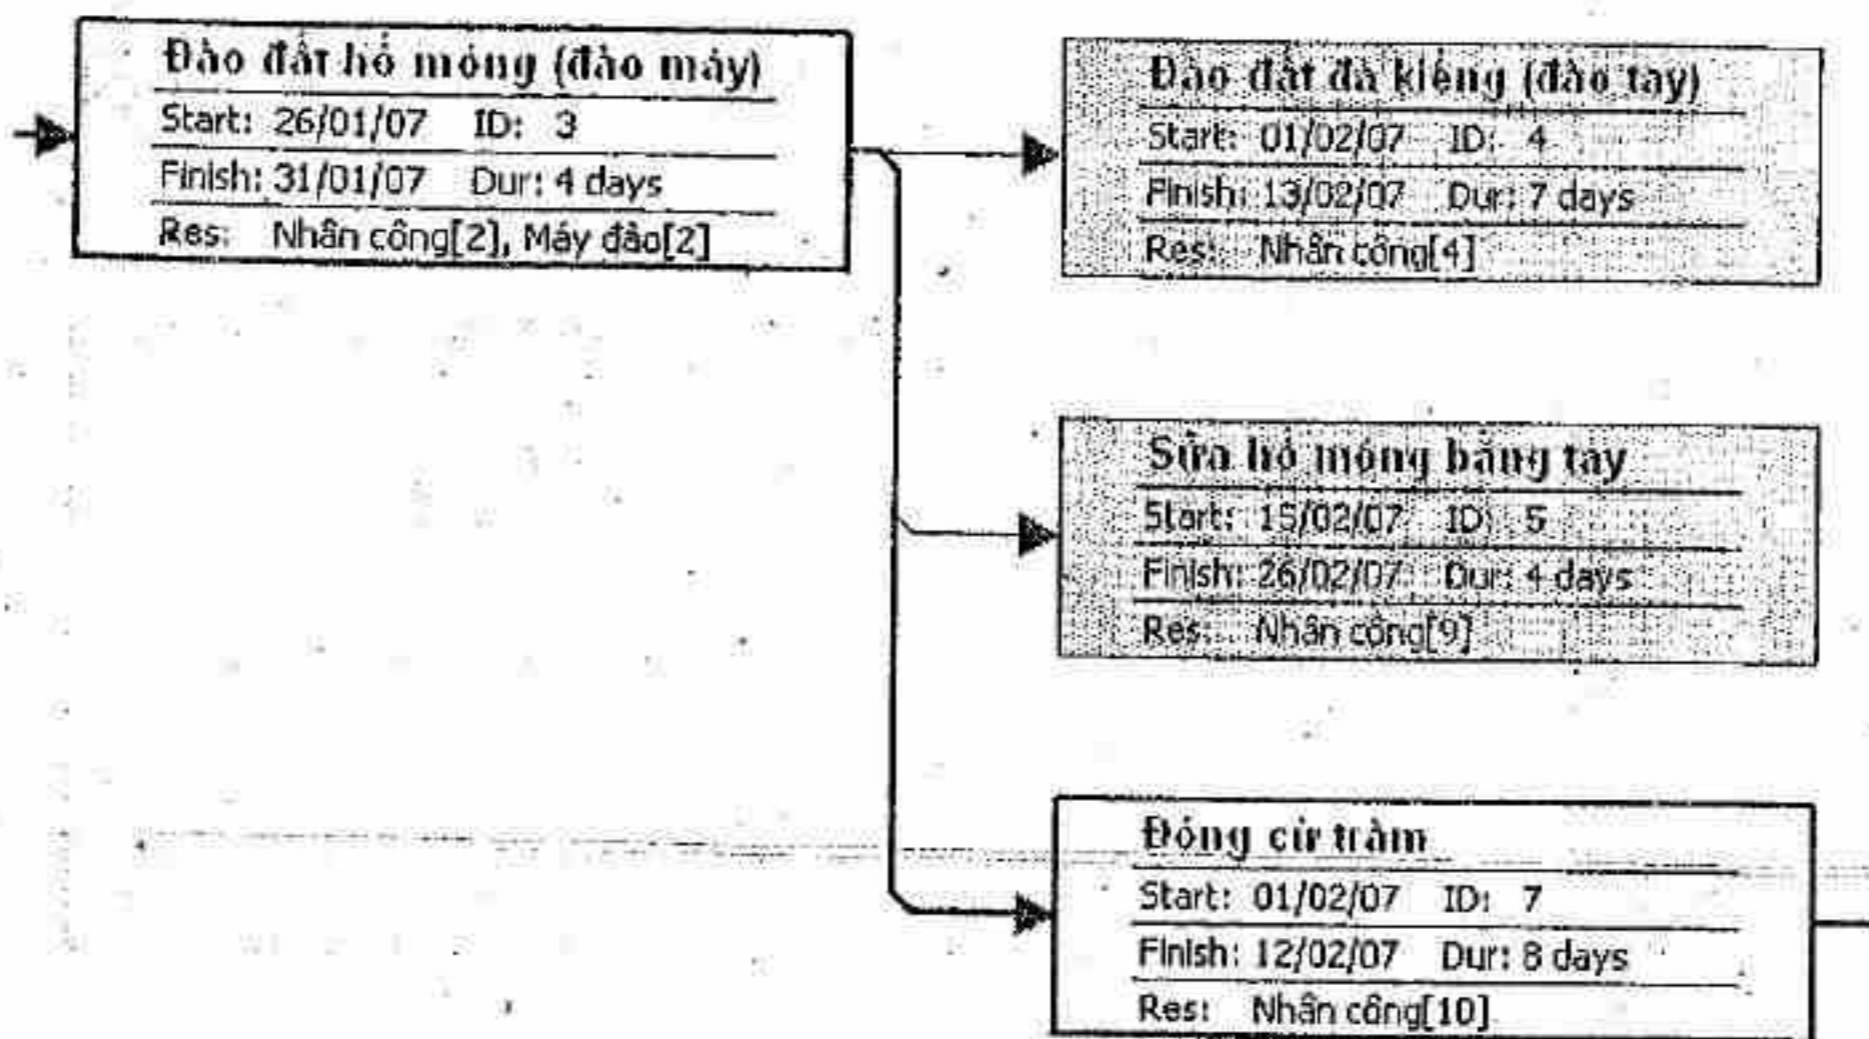 Đào đất hố móng (đào máy)
Start: 26/01/07 ID: 3
Finish: 31/01/07 Dur: 4 days
Res: Nhân công[2], Máy đào[2]
Đào đất đà kiềng (đào tay)
Start: 01/02/07 ID: 4
Finish: 13/02/07 Dur: 7 days
Res: Nhân công[4]
Sửa hố móng bằng tay
Start: 15/02/07 ID: 5
Finish: 26/02/07 Dur: 4 days
Res: Nhân công[9]
Đóng cừ tràm
Start: 01/02/07 ID: 7
Finish: 12/02/07 Dur: 8 days
Res: Nhân công[10]